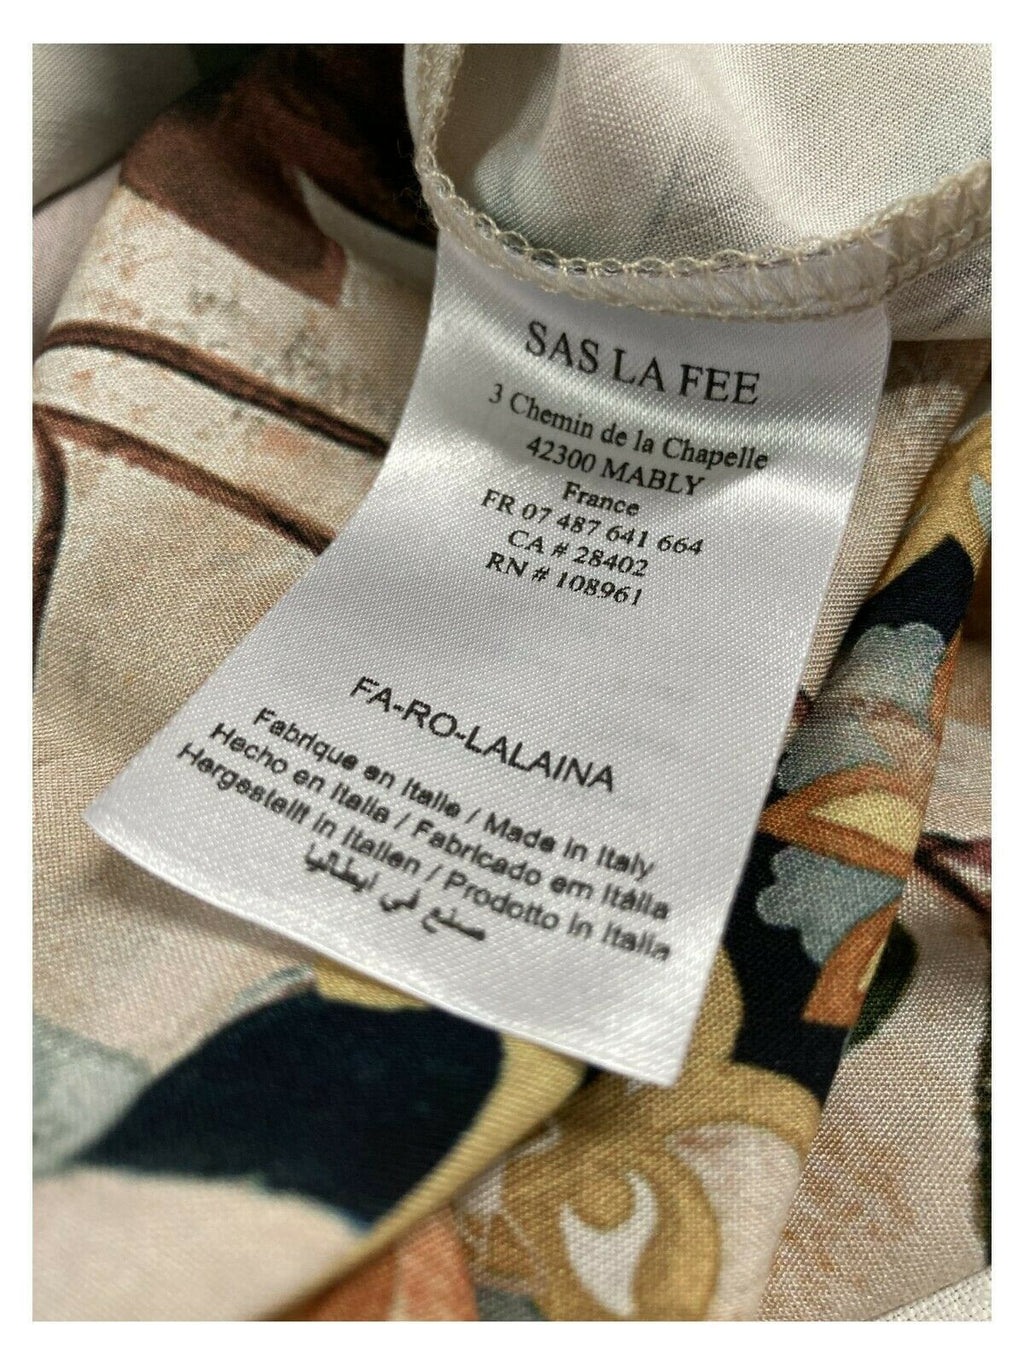 SAS LA FEE
3 Chemin de la Chapelle
42300 MABLY
France
FR 07 487 641 664
CA # 28402
RN # 108961
FA-RO-LALAINA
Fabrique en Italie / Made in Italy
Hecho en Italia / Fabricado em Itália
Hergestellt in Italien / Prodotto in Italia
صنع في ايطاليا